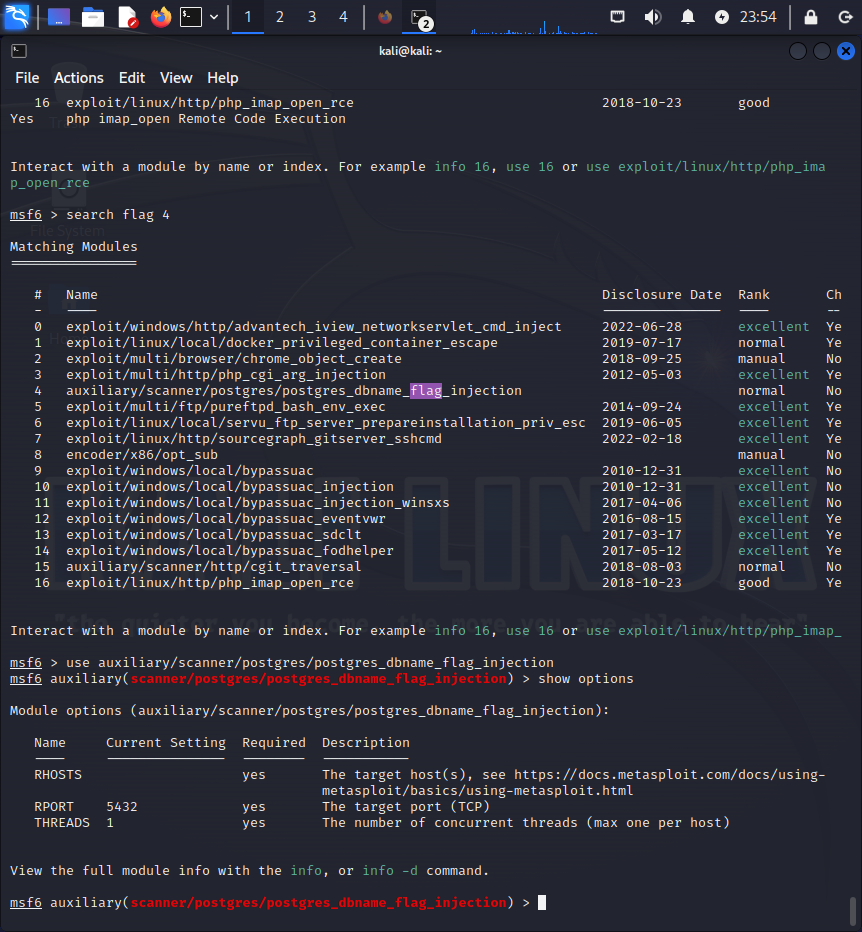 1 2 3 4 2 23:54
kali@kali: ~
File Actions Edit View Help
16 exploit/linux/http/php_imap_open_rce 2018-10-23 good
Yes php imap_open Remote Code Execution
Interact with a module by name or index. For example info 16, use 16 or use exploit/linux/http/php_ima
p_open_rce
msf6 > search flag 4
File System
Matching Modules
================
# Name Disclosure Date Rank Ch
- ---- --------------- ---- --
0 exploit/windows/http/advantech_iview_networkservlet_cmd_inject 2022-06-28 excellent Ye
1 exploit/linux/local/docker_privileged_container_escape 2019-07-17 normal Ye
2 exploit/multi/browser/chrome_object_create 2018-09-25 manual No
3 exploit/multi/http/php_cgi_arg_injection 2012-05-03 excellent Ye
4 auxiliary/scanner/postgres/postgres_dbname_flag_injection normal No
5 exploit/multi/ftp/pureftpd_bash_env_exec 2014-09-24 excellent Ye
6 exploit/linux/local/servu_ftp_server_prepareinstallation_priv_esc 2019-06-05 excellent Ye
7 exploit/linux/http/sourcegraph_gitserver_sshcmd 2022-02-18 excellent Ye
8 encoder/x86/opt_sub manual No
9 exploit/windows/local/bypassuac 2010-12-31 excellent No
10 exploit/windows/local/bypassuac_injection 2010-12-31 excellent No
11 exploit/windows/local/bypassuac_injection_winsxs 2017-04-06 excellent No
12 exploit/windows/local/bypassuac_eventvwr 2016-08-15 excellent Ye
13 exploit/windows/local/bypassuac_sdclt 2017-03-17 excellent Ye
14 exploit/windows/local/bypassuac_fodhelper 2017-05-12 excellent Ye
15 auxiliary/scanner/http/cgit_traversal 2018-08-03 normal No
16 exploit/linux/http/php_imap_open_rce 2018-10-23 good Ye
KALI LINUX
"the quieter you become, the more you are able to hear"
Interact with a module by name or index. For example info 16, use 16 or use exploit/linux/http/php_imap_
msf6 > use auxiliary/scanner/postgres/postgres_dbname_flag_injection
msf6 auxiliary(scanner/postgres/postgres_dbname_flag_injection) > show options
Module options (auxiliary/scanner/postgres/postgres_dbname_flag_injection):
Name Current Setting Required Description
---- --------------- -------- -----------
RHOSTS yes The target host(s), see https://docs.metasploit.com/docs/using-
metasploit/basics/using-metasploit.html
RPORT 5432 yes The target port (TCP)
THREADS 1 yes The number of concurrent threads (max one per host)
View the full module info with the info, or info -d command.
msf6 auxiliary(scanner/postgres/postgres_dbname_flag_injection) >